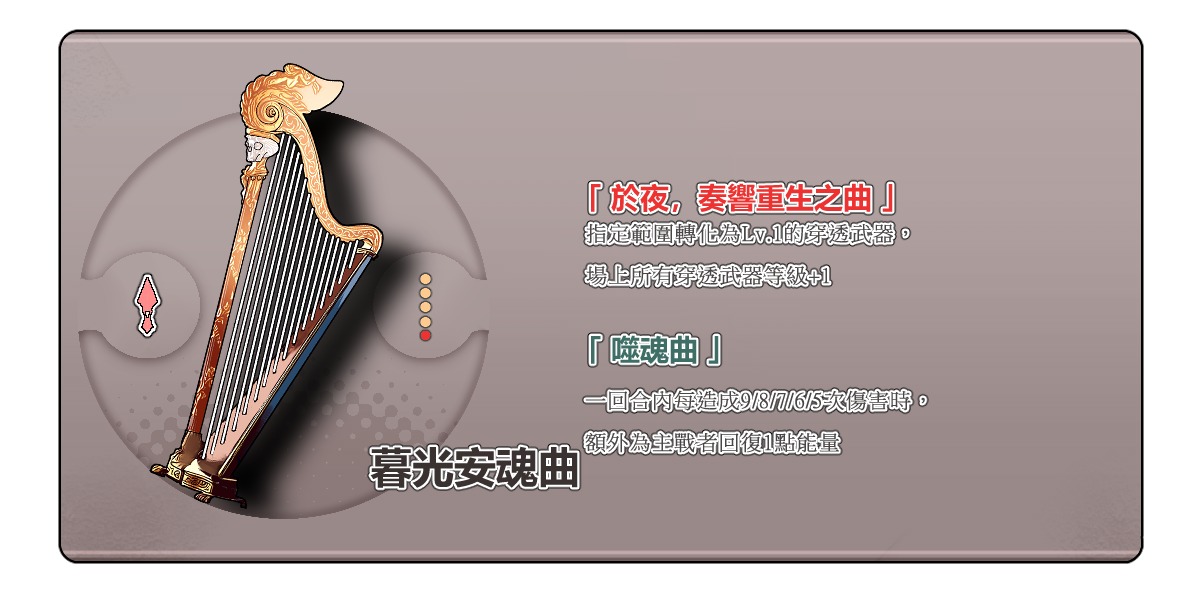 「於夜，奏響重生之曲」
指定範圍轉化為Lv.1的穿透武器，
場上所有穿透武器等級+1
「噬魂曲」
一回合內每造成9/8/7/6/5次傷害時，
額外為主戰者回復1點能量
暮光安魂曲